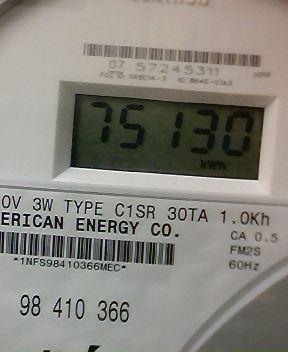 07 57245311
75130
kWh
0V 3W TYPE C1SR 30TA 1.0Kh
ERICAN ENERGY CO.
CA 0.5
FM2S
*1NFS98410366MEC*
60Hz
98 410 366